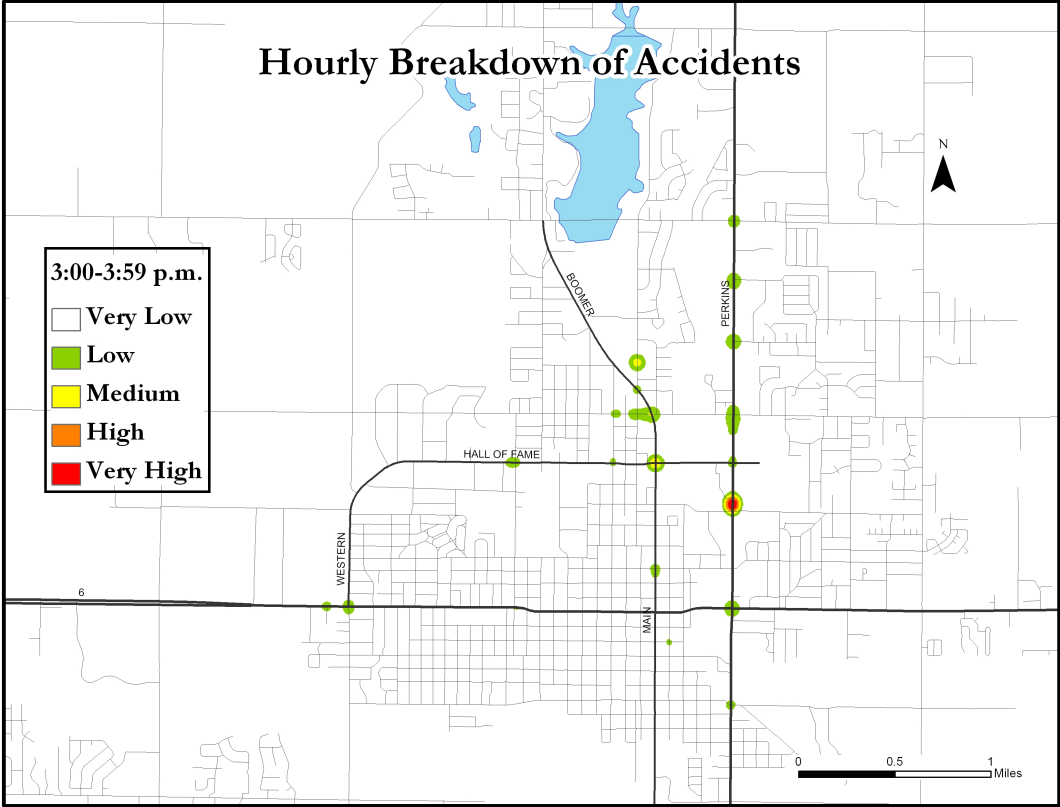 Hourly Breakdown of Accidents
N
3:00-3:59 p.m.
Very Low
Low
Medium
High
Very High
BOOMER
PERKINS
HALL OF FAME
WESTERN
6
MAIN
0 0.5 1
Miles